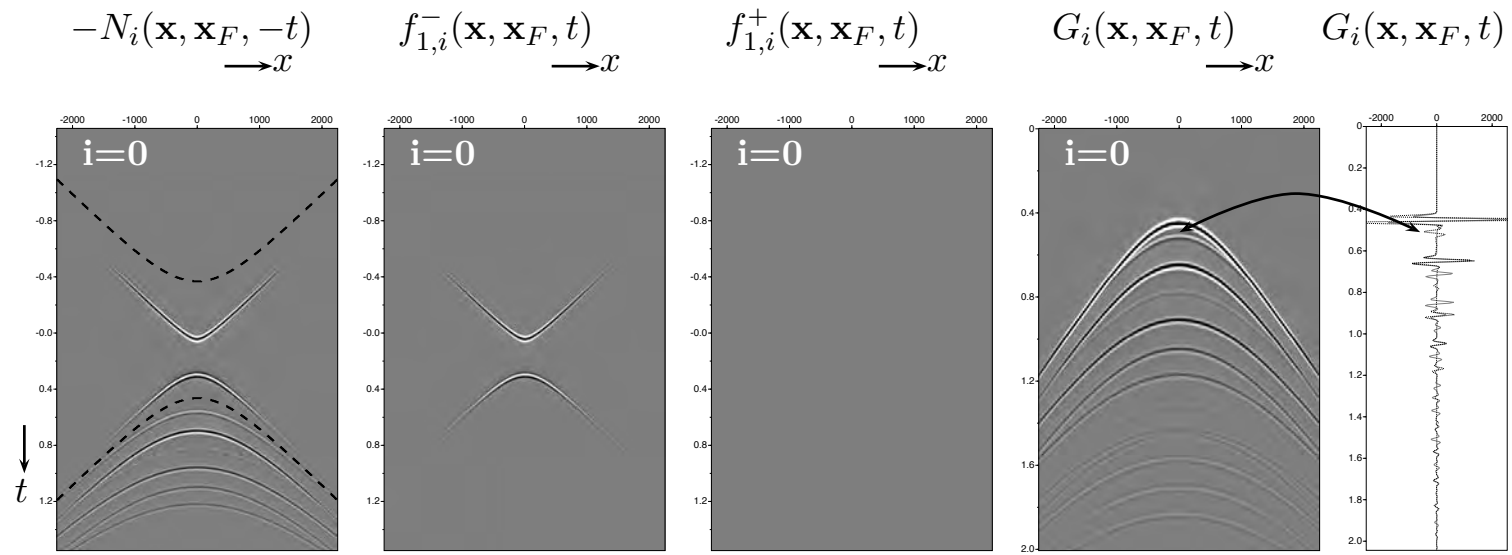 −N_i(x, x_F, −t) f^−_{1,i}(x, x_F, t) f^+_{1,i}(x, x_F, t) G_i(x, x_F, t) G_i(x, x_F, t)
x x x x
-2000 -1000 0 1000 2000 -2000 -1000 0 1000 2000 -2000 -1000 0 1000 2000 -2000 -1000 0 1000 2000 -2000 0 2000
i=0 i=0 i=0
-1.2 -0.8 -0.4 -0.0 0.4 0.8 1.2
-1.2 -0.8 -0.4 -0.0 0.4 0.8 1.2
-1.2 -0.8 -0.4 -0.0 0.4 0.8 1.2
0 0.4 0.8 1.2 1.6 2.0
0 0.2 0.4 0.6 0.8 1.0 1.2 1.4 1.6 1.8 2.0
t